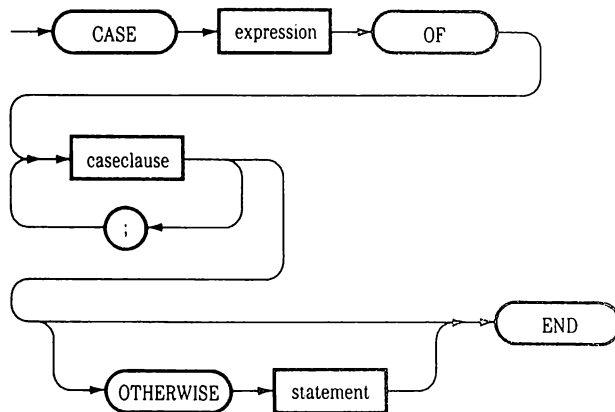 CASE expression OF
caseclause
;
END
OTHERWISE statement